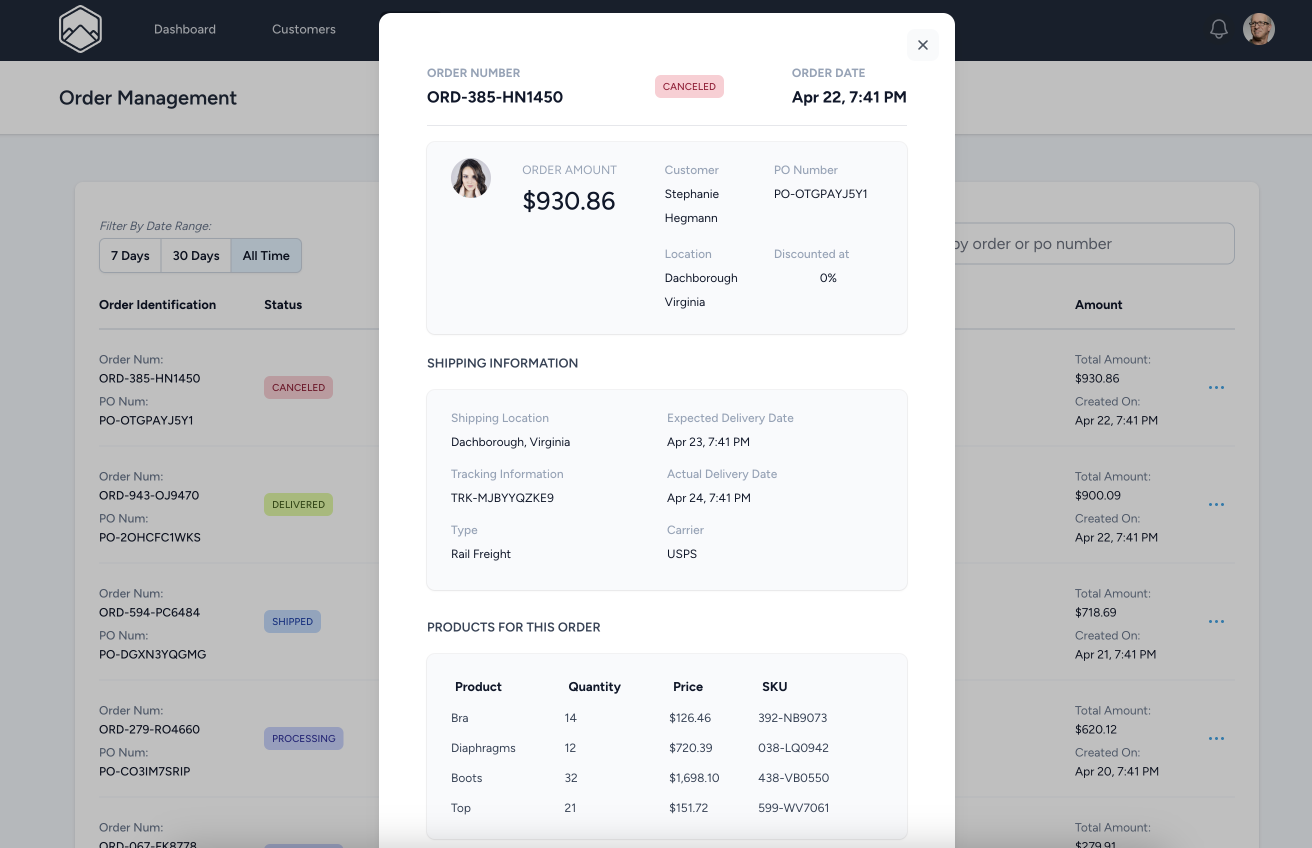 Dashboard
Customers
Order Management
Filter By Date Range:
7 Days
30 Days
All Time
by order or po number
Order Identification
Status
Amount
Order Num:
ORD-385-HN1450
PO Num:
PO-OTGPAYJ5Y1
CANCELED
Total Amount:
$930.86
Created On:
Apr 22, 7:41 PM
Order Num:
ORD-943-OJ9470
PO Num:
PO-2OHCFC1WKS
DELIVERED
Total Amount:
$900.09
Created On:
Apr 22, 7:41 PM
Order Num:
ORD-594-PC6484
PO Num:
PO-DGXN3YQGMG
SHIPPED
Total Amount:
$718.69
Created On:
Apr 21, 7:41 PM
Order Num:
ORD-279-RO4660
PO Num:
PO-CO3IM7SRIP
PROCESSING
Total Amount:
$620.12
Created On:
Apr 20, 7:41 PM
Order Num:
ORD-067-FK8778
Total Amount:
$279.91
ORDER NUMBER
ORD-385-HN1450
CANCELED
ORDER DATE
Apr 22, 7:41 PM
ORDER AMOUNT
$930.86
Customer
Stephanie
Hegmann
PO Number
PO-OTGPAYJ5Y1
Location
Dachborough
Virginia
Discounted at
0%
SHIPPING INFORMATION
Shipping Location
Dachborough, Virginia
Expected Delivery Date
Apr 23, 7:41 PM
Tracking Information
TRK-MJBYYQZKE9
Actual Delivery Date
Apr 24, 7:41 PM
Type
Rail Freight
Carrier
USPS
PRODUCTS FOR THIS ORDER
Product Quantity Price SKU
Bra 14 $126.46 392-NB9073
Diaphragms 12 $720.39 038-LQ0942
Boots 32 $1,698.10 438-VB0550
Top 21 $151.72 599-WV7061